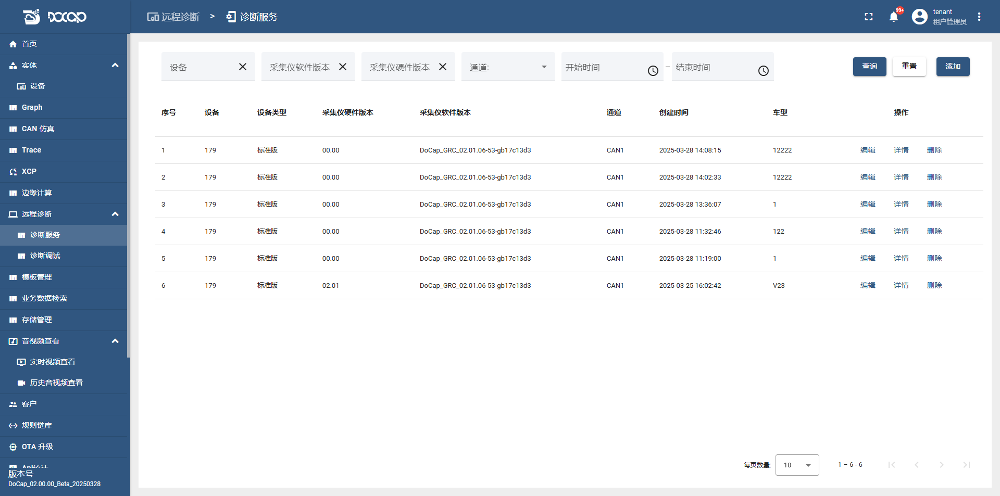 DOCAP
远程诊断 > 诊断服务
99+
tenant
租户管理员
首页
实体
设备
Graph
CAN 仿真
Trace
XCP
边缘计算
远程诊断
诊断服务
诊断调试
模板管理
业务数据检索
存储管理
音视频查看
实时视频查看
历史音视频查看
客户
规则链库
OTA 升级
Api统计
版本号
DoCap_02.00.00_Beta_20250328
设备 采集仪软件版本 采集仪硬件版本 通道: 开始时间 – 结束时间 查询 重置 添加
序号 设备 设备类型 采集仪硬件版本 采集仪软件版本 通道 创建时间 车型 操作
1 179 标准版 00.00 DoCap_GRC_02.01.06-53-gb17c13d3 CAN1 2025-03-28 14:08:15 12222 编辑 详情 删除
2 179 标准版 00.00 DoCap_GRC_02.01.06-53-gb17c13d3 CAN1 2025-03-28 14:02:33 12222 编辑 详情 删除
3 179 标准版 00.00 DoCap_GRC_02.01.06-53-gb17c13d3 CAN1 2025-03-28 13:36:07 1 编辑 详情 删除
4 179 标准版 00.00 DoCap_GRC_02.01.06-53-gb17c13d3 CAN1 2025-03-28 11:32:46 122 编辑 详情 删除
5 179 标准版 00.00 DoCap_GRC_02.01.06-53-gb17c13d3 CAN1 2025-03-28 11:19:00 1 编辑 详情 删除
6 179 标准版 02.01 DoCap_GRC_02.01.06-53-gb17c13d3 CAN1 2025-03-25 16:02:42 V23 编辑 详情 删除
每页数量: 10 1 – 6 - 6